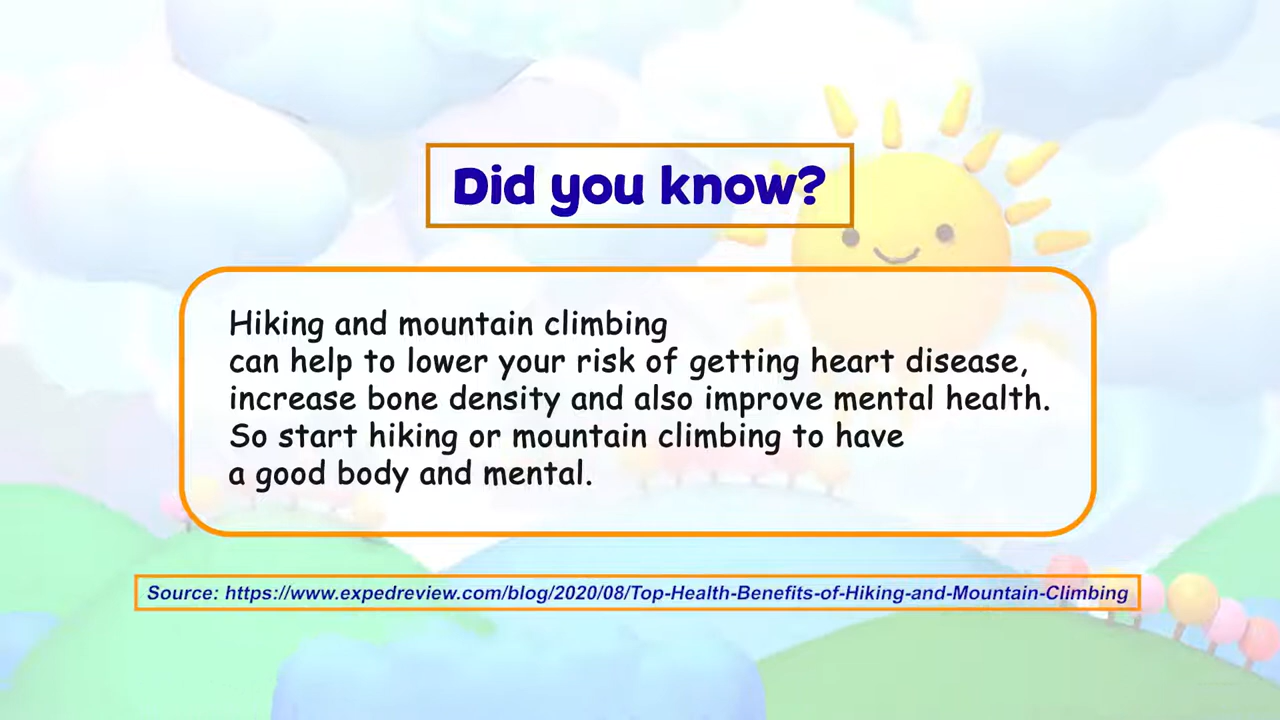 Did you know?
Hiking and mountain climbing
can help to lower your risk of getting heart disease,
increase bone density and also improve mental health.
So start hiking or mountain climbing to have
a good body and mental.
Source: https://www.expedreview.com/blog/2020/08/Top-Health-Benefits-of-Hiking-and-Mountain-Climbing